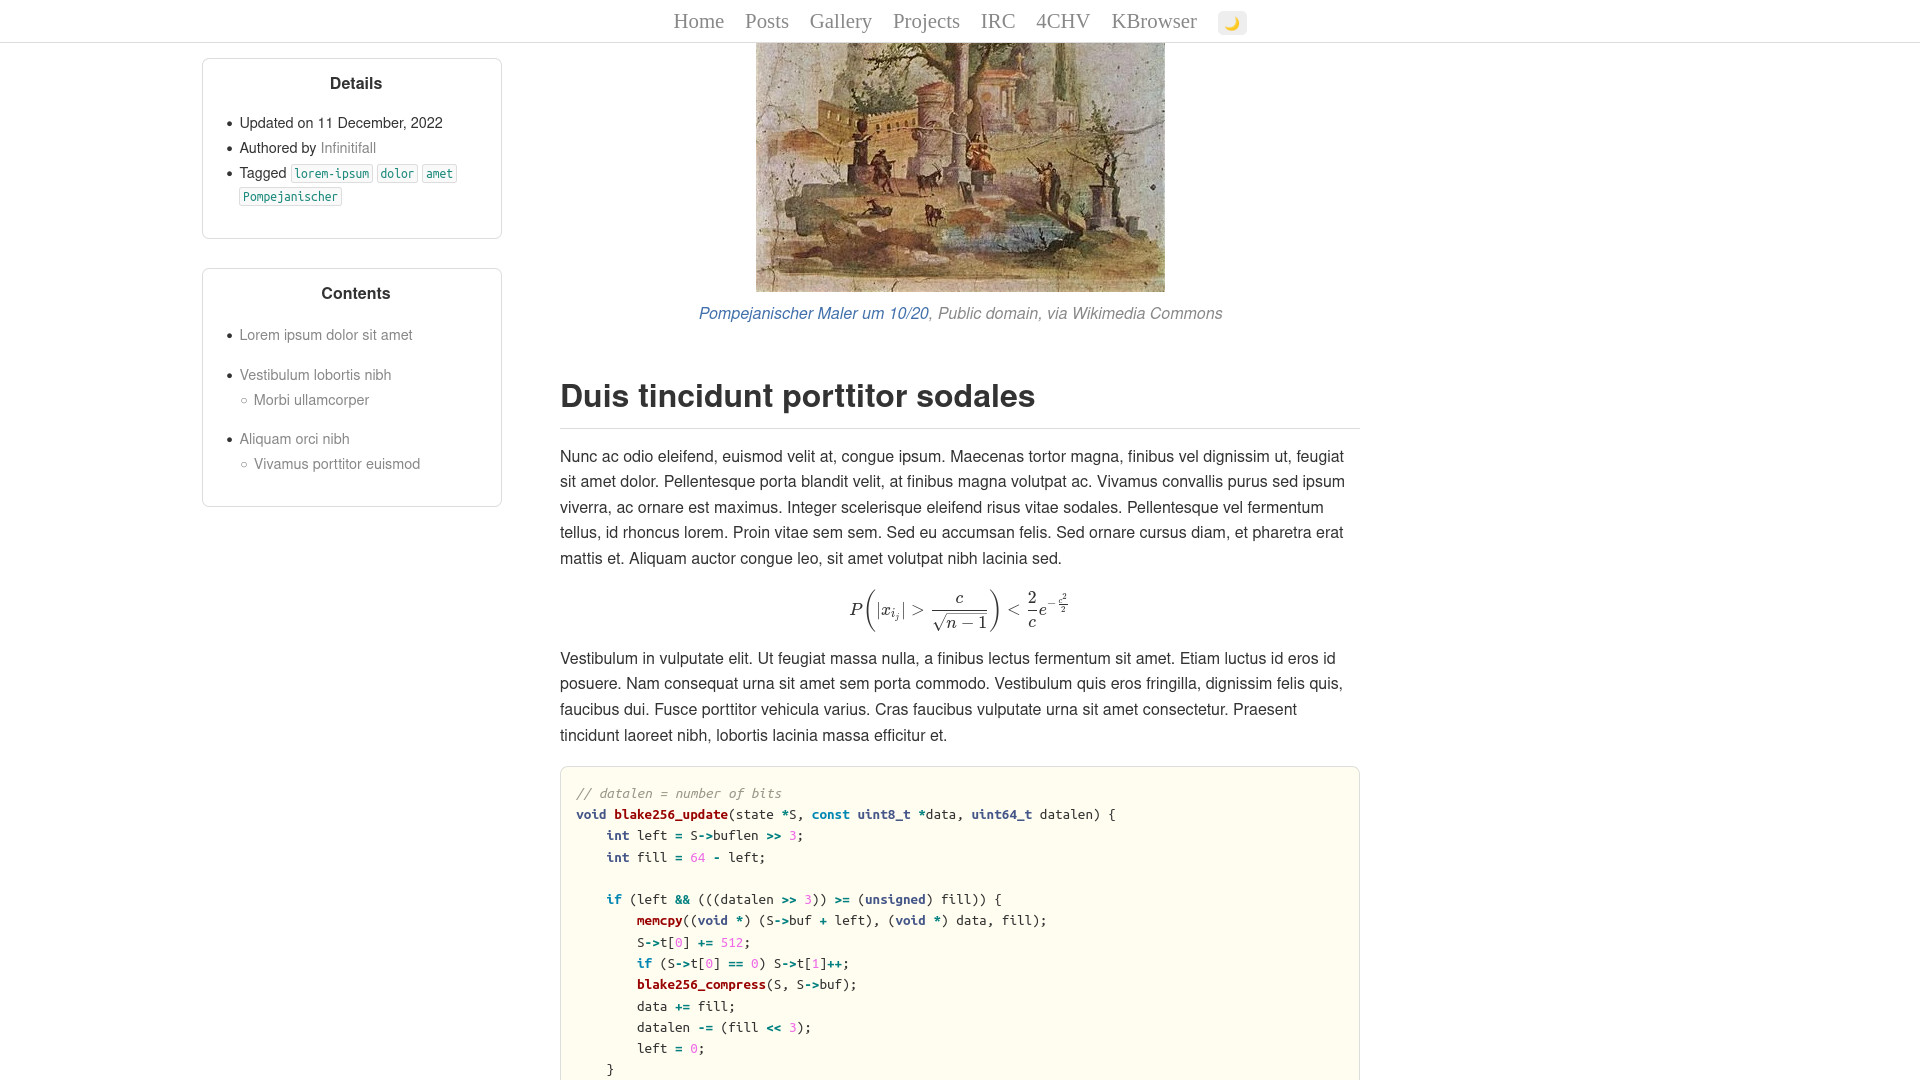 Home Posts Gallery Projects IRC 4CHV KBrowser
Details
• Updated on 11 December, 2022
• Authored by Infinitifall
• Tagged lorem-ipsum dolor amet
Pompejanischer
Contents
• Lorem ipsum dolor sit amet
• Vestibulum lobortis nibh
○ Morbi ullamcorper
• Aliquam orci nibh
○ Vivamus porttitor euismod
Pompejanischer Maler um 10/20, Public domain, via Wikimedia Commons
Duis tincidunt porttitor sodales
Nunc ac odio eleifend, euismod velit at, congue ipsum. Maecenas tortor magna, finibus vel dignissim ut, feugiat
sit amet dolor. Pellentesque porta blandit velit, at finibus magna volutpat ac. Vivamus convallis purus sed ipsum
viverra, ac ornare est maximus. Integer scelerisque eleifend risus vitae sodales. Pellentesque vel fermentum
tellus, id rhoncus lorem. Proin vitae sem sem. Sed eu accumsan felis. Sed ornare cursus diam, et pharetra erat
mattis et. Aliquam auctor congue leo, sit amet volutpat nibh lacinia sed.
P(|x_{i_j}| > c/√(n − 1)) < 2/c e^{−c²/2}
Vestibulum in vulputate elit. Ut feugiat massa nulla, a finibus lectus fermentum sit amet. Etiam luctus id eros id
posuere. Nam consequat urna sit amet sem porta commodo. Vestibulum quis eros fringilla, dignissim felis quis,
faucibus dui. Fusce porttitor vehicula varius. Cras faucibus vulputate urna sit amet consectetur. Praesent
tincidunt laoreet nibh, lobortis lacinia massa efficitur et.
// datalen = number of bits
void blake256_update(state *S, const uint8_t *data, uint64_t datalen) {
    int left = S->buflen >> 3;
    int fill = 64 - left;
    if (left && (((datalen >> 3)) >= (unsigned) fill)) {
        memcpy((void *) (S->buf + left), (void *) data, fill);
        S->t[0] += 512;
        if (S->t[0] == 0) S->t[1]++;
        blake256_compress(S, S->buf);
        data += fill;
        datalen -= (fill << 3);
        left = 0;
    }